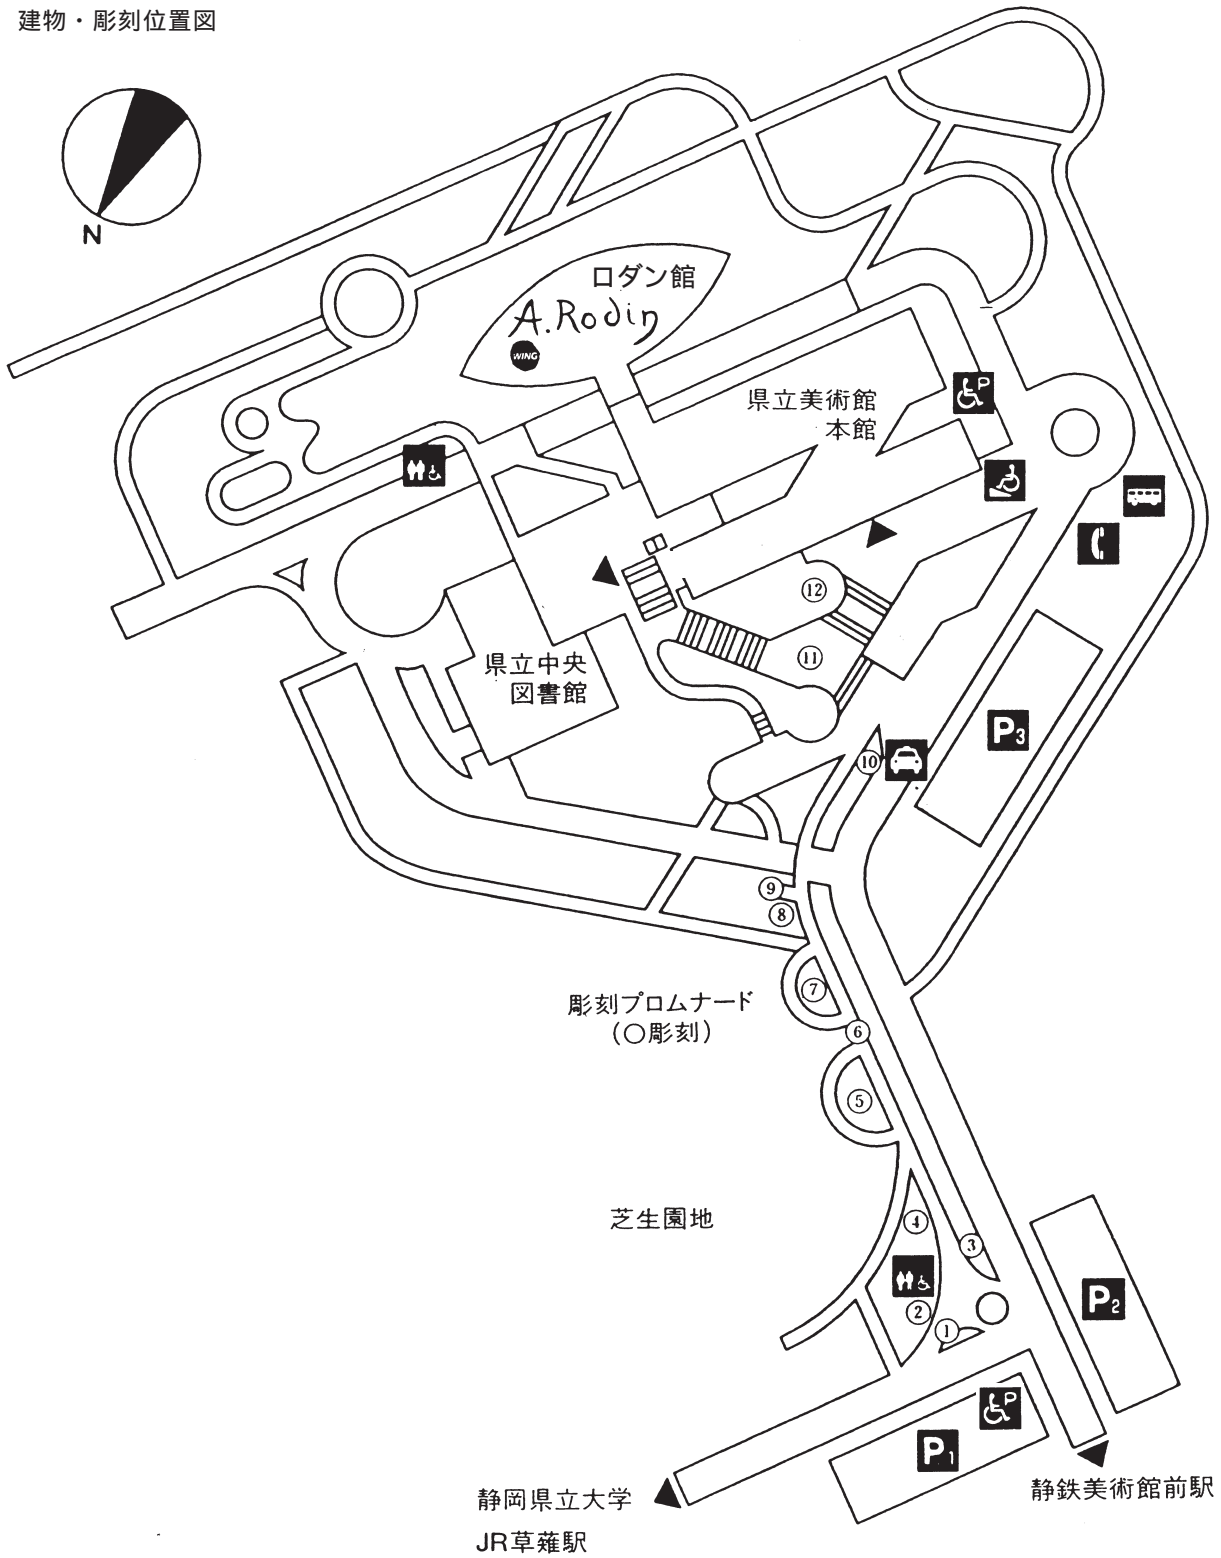 建物・彫刻位置図
N
ロダン館
A.Rodin
WING
県立美術館
本館
P
県立中央
図書館
⑫
⑪
P3
⑩
⑨
⑧
⑦
彫刻プロムナード
(○彫刻)
⑥
⑤
芝生園地
④
③
②
①
P2
P
P1
静鉄美術館前駅
静岡県立大学
JR草薙駅